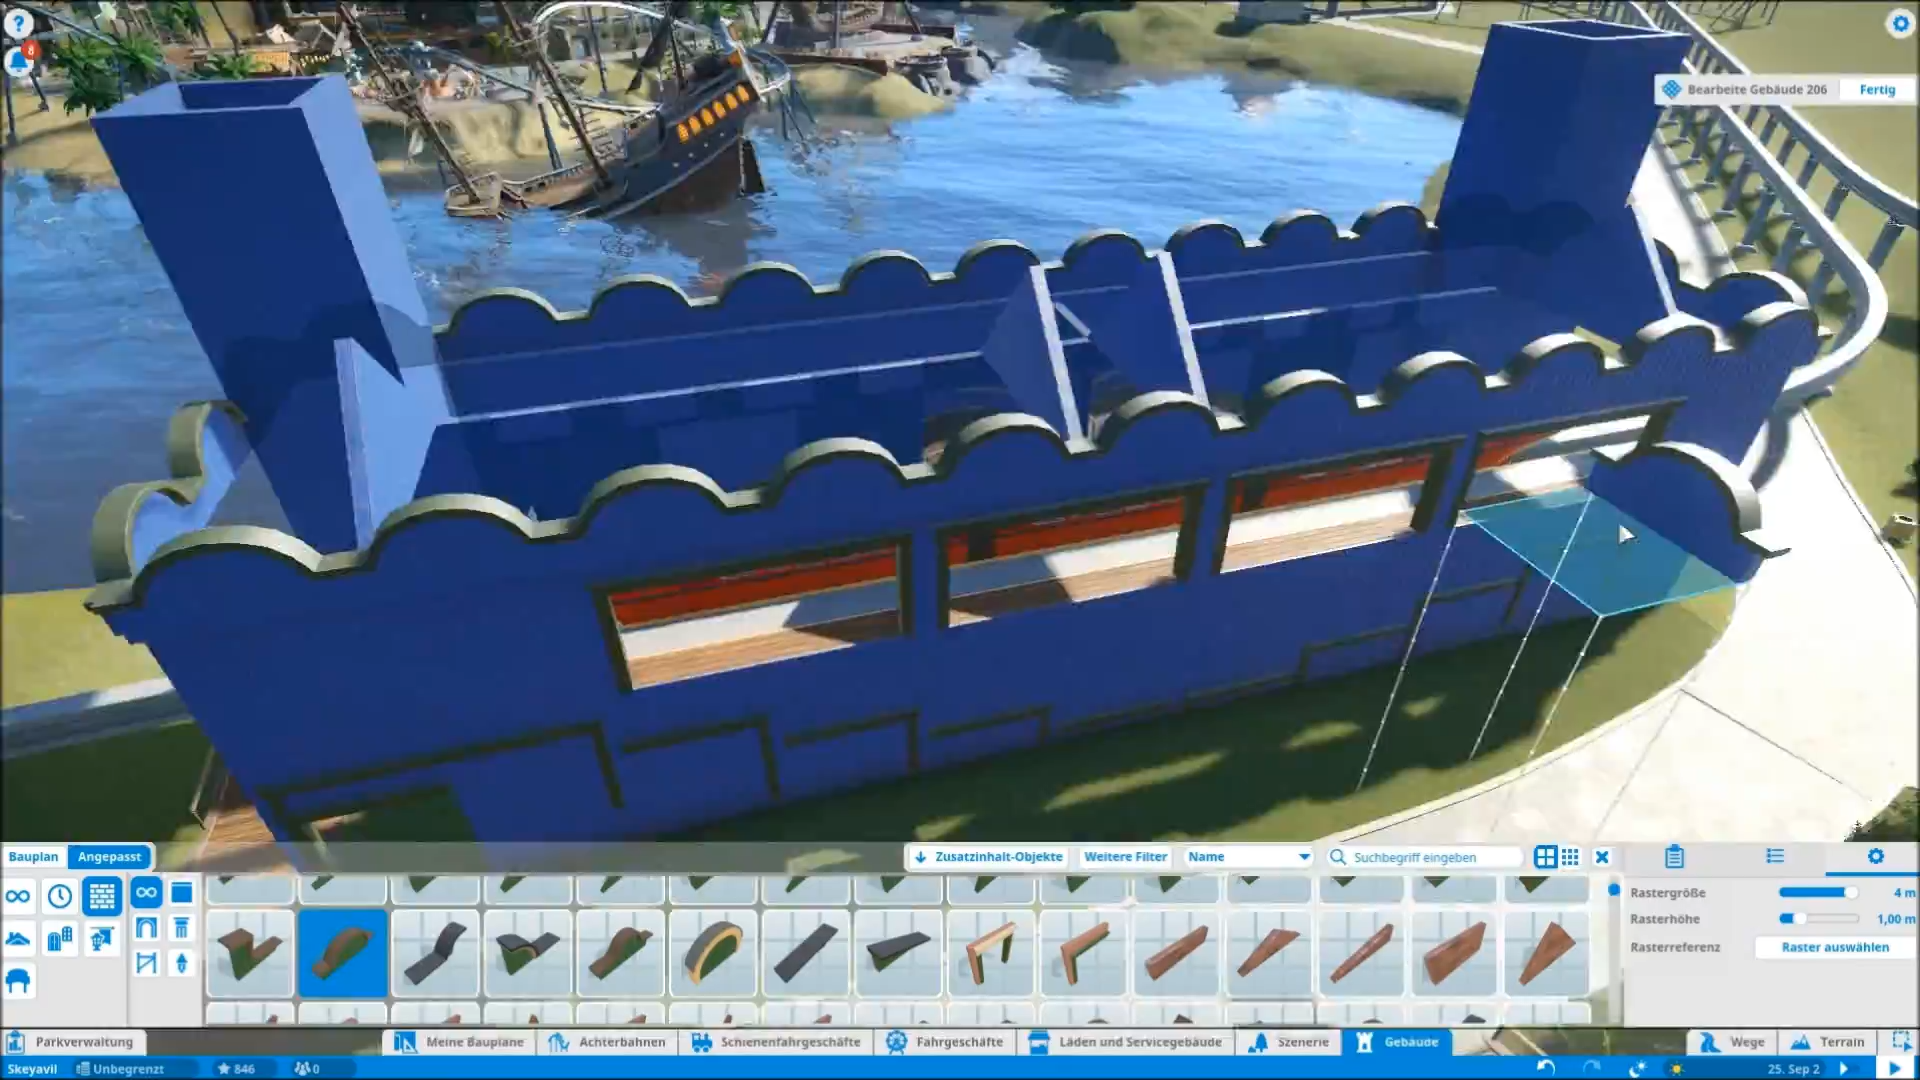 ?
8
Bearbeite Gebäude 206
Fertig
Bauplan
Angepasst
Zusatzinhalt-Objekte
Weitere Filter
Name
Suchbegriff eingeben
Rastergröße
4 m
Rasterhöhe
1,00 m
Rasterreferenz
Raster auswählen
Parkverwaltung
Meine Baupläne
Achterbahnen
Schienenfahrgeschäfte
Fahrgeschäfte
Läden und Servicegebäude
Szenerie
Gebäude
Wege
Terrain
Skeyavil
Unbegrenzt
846
0
25. Sep 2